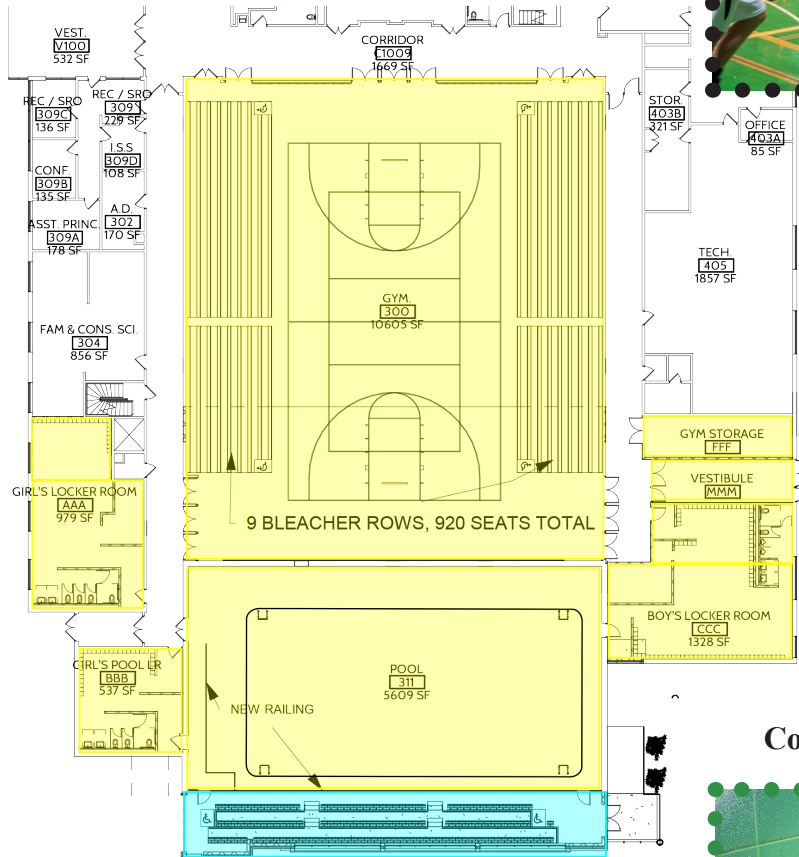 VEST.
V100
532 SF
CORRIDOR
C1009
1669 SF
REC / SRO
309C
136 SF
REC / SRO
309
229 SF
I.S.S
309D
108 SF
CONF.
309B
135 SF
A.D.
302
170 SF
ASST. PRINC.
309A
178 SF
STOR.
403B
321 SF
OFFICE
403A
85 SF
TECH.
405
1857 SF
GYM.
300
10605 SF
FAM & CONS. SCI.
304
856 SF
GYM STORAGE
FFF
VESTIBULE
MMM
GIRL'S LOCKER ROOM
AAA
979 SF
9 BLEACHER ROWS, 920 SEATS TOTAL
BOY'S LOCKER ROOM
CCC
1328 SF
GIRL'S POOL LR
BBB
537 SF
POOL
311
5609 SF
NEW RAILING
Co